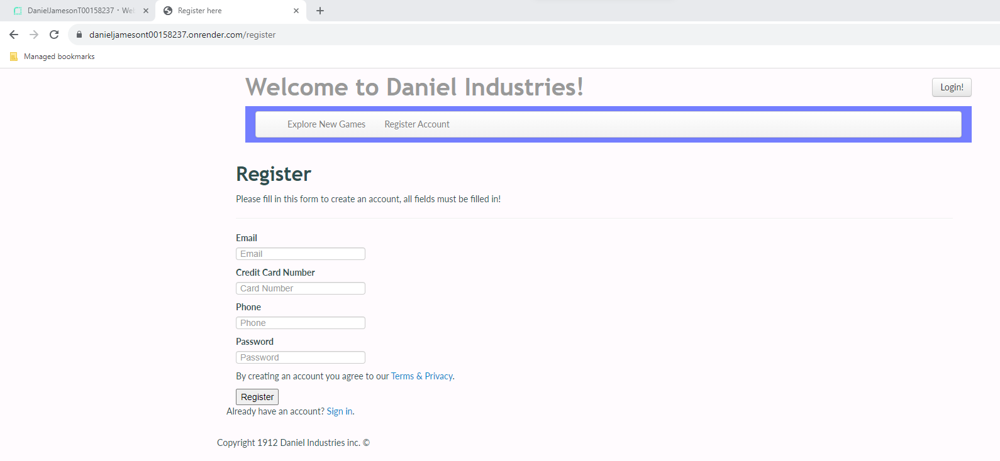 DanielJamesonT00158237 · Wel
Register here
danieljamesont00158237.onrender.com/register
Managed bookmarks
Welcome to Daniel Industries!
Login!
Explore New Games
Register Account
Register
Please fill in this form to create an account, all fields must be filled in!
Email
Email
Credit Card Number
Card Number
Phone
Phone
Password
Password
By creating an account you agree to our Terms & Privacy.
Register
Already have an account? Sign in.
Copyright 1912 Daniel Industries inc. ©